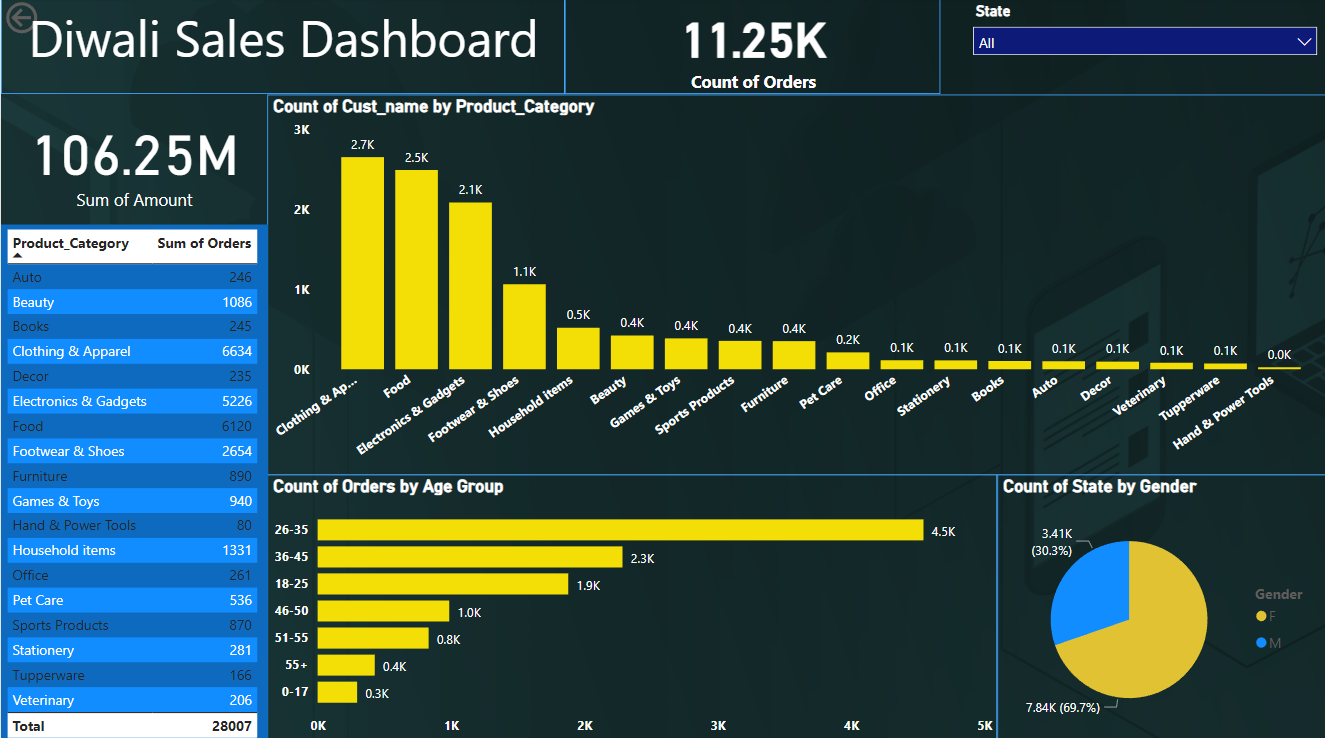 Diwali Sales Dashboard
11.25K
Count of Orders
State
All
106.25M
Sum of Amount
Product_Category Sum of Orders
Auto 246
Beauty 1086
Books 245
Clothing & Apparel 6634
Decor 235
Electronics & Gadgets 5226
Food 6120
Footwear & Shoes 2654
Furniture 890
Games & Toys 940
Hand & Power Tools 80
Household items 1331
Office 261
Pet Care 536
Sports Products 870
Stationery 281
Tupperware 166
Veterinary 206
Total 28007
Count of Cust_name by Product_Category
3K
2K
1K
0K
2.7K 2.5K 2.1K 1.1K 0.5K 0.4K 0.4K 0.4K 0.4K 0.2K 0.1K 0.1K 0.1K 0.1K 0.1K 0.1K 0.1K 0.0K
Clothing & Ap...
Food
Electronics & Gadgets
Footwear & Shoes
Household items
Beauty
Games & Toys
Sports Products
Furniture
Pet Care
Office
Stationery
Books
Auto
Decor
Veterinary
Tupperware
Hand & Power Tools
Count of Orders by Age Group
26-35 4.5K
36-45 2.3K
18-25 1.9K
46-50 1.0K
51-55 0.8K
55+ 0.4K
0-17 0.3K
0K 1K 2K 3K 4K 5K
Count of State by Gender
3.41K
(30.3%)
7.84K (69.7%)
Gender
F
M